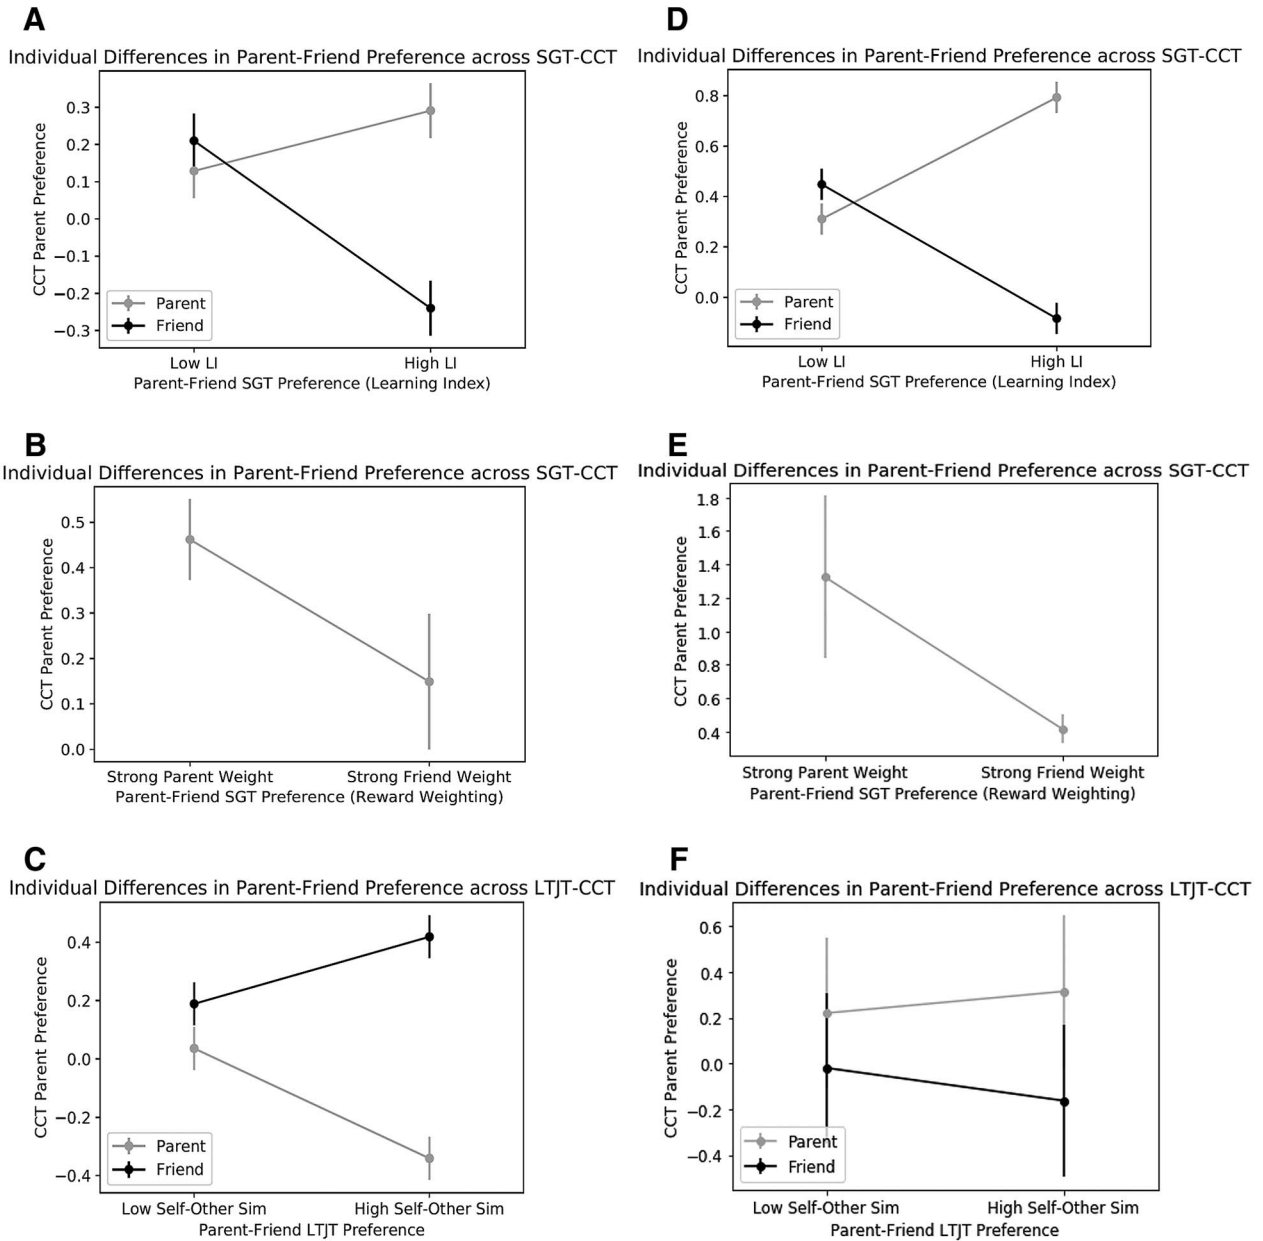 A
Individual Differences in Parent-Friend Preference across SGT-CCT
CCT Parent Preference
0.3
0.2
0.1
0.0
−0.1
−0.2
−0.3
Parent
Friend
Low LI High LI
Parent-Friend SGT Preference (Learning Index)
D
Individual Differences in Parent-Friend Preference across SGT-CCT
CCT Parent Preference
0.8
0.6
0.4
0.2
0.0
Parent
Friend
Low LI High LI
Parent-Friend SGT Preference (Learning Index)
B
Individual Differences in Parent-Friend Preference across SGT-CCT
CCT Parent Preference
0.5
0.4
0.3
0.2
0.1
0.0
Strong Parent Weight Strong Friend Weight
Parent-Friend SGT Preference (Reward Weighting)
E
Individual Differences in Parent-Friend Preference across SGT-CCT
CCT Parent Preference
1.8
1.6
1.4
1.2
1.0
0.8
0.6
0.4
Strong Parent Weight Strong Friend Weight
Parent-Friend SGT Preference (Reward Weighting)
C
Individual Differences in Parent-Friend Preference across LTJT-CCT
CCT Parent Preference
0.4
0.2
0.0
−0.2
−0.4
Parent
Friend
Low Self-Other Sim High Self-Other Sim
Parent-Friend LTJT Preference
F
Individual Differences in Parent-Friend Preference across LTJT-CCT
CCT Parent Preference
0.6
0.4
0.2
0.0
−0.2
−0.4
Parent
Friend
Low Self-Other Sim High Self-Other Sim
Parent-Friend LTJT Preference